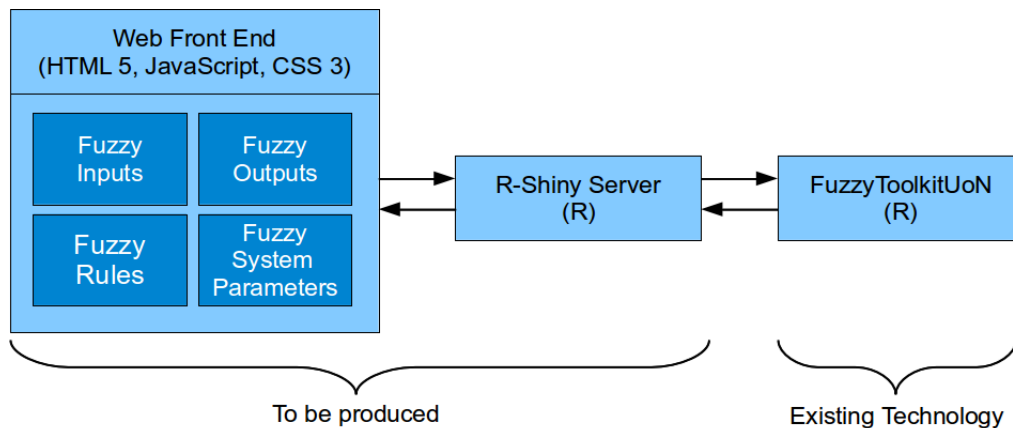 Web Front End
(HTML 5, JavaScript, CSS 3)
Fuzzy
Inputs
Fuzzy
Outputs
Fuzzy
Rules
Fuzzy
System
Parameters
R-Shiny Server
(R)
FuzzyToolkitUoN
(R)
To be produced
Existing Technology